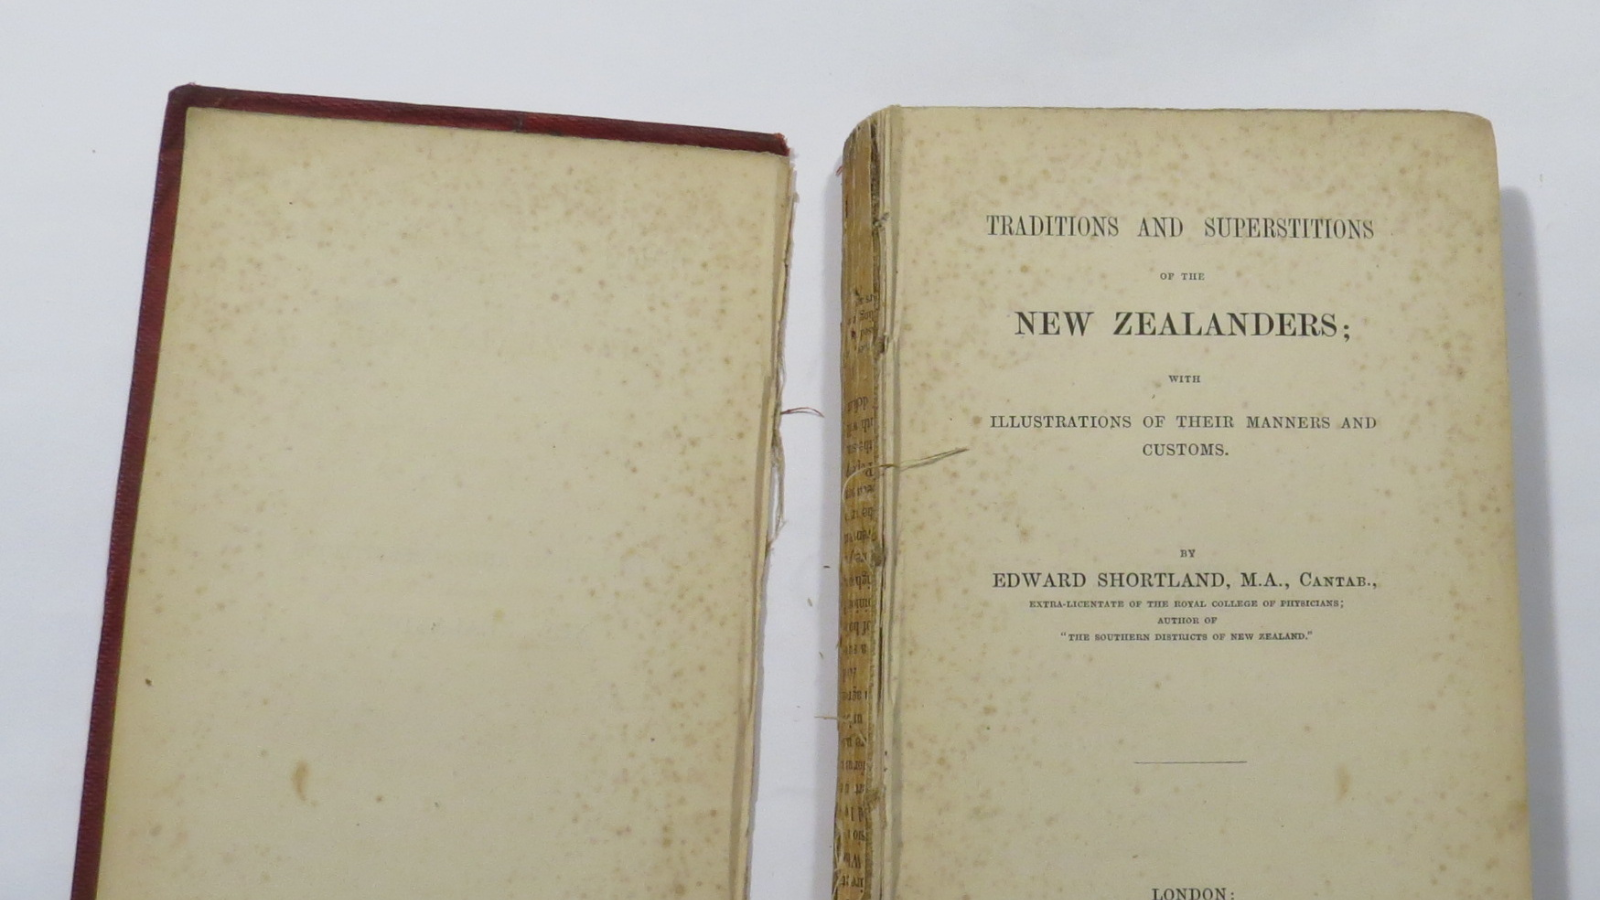 TRADITIONS AND SUPERSTITIONS
OF THE
NEW ZEALANDERS;
WITH
ILLUSTRATIONS OF THEIR MANNERS AND
CUSTOMS.
BY
EDWARD SHORTLAND, M.A., CANTAB.,
EXTRA-LICENTATE OF THE ROYAL COLLEGE OF PHYSICIANS;
AUTHOR OF
"THE SOUTHERN DISTRICTS OF NEW ZEALAND."
LONDON: